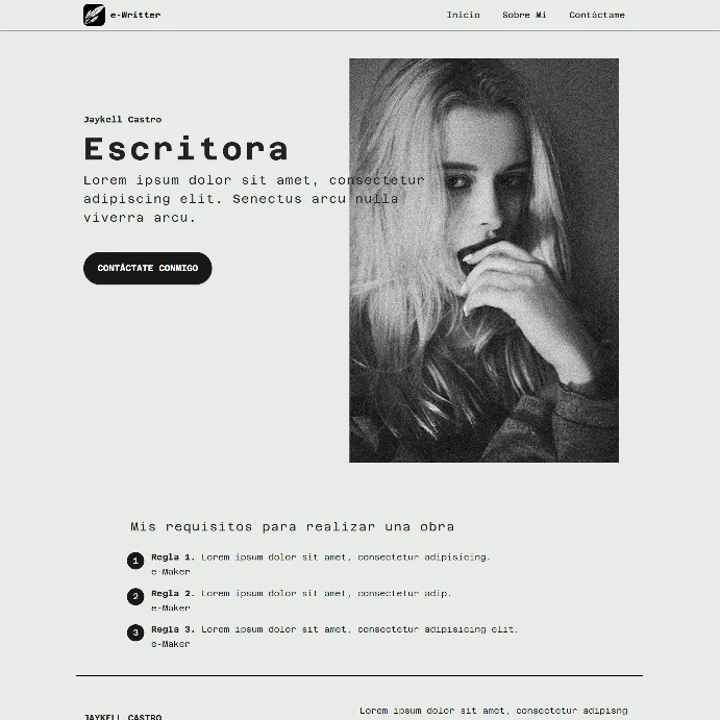 e-Writter
Inicio Sobre Mi Contáctame
Jaykell Castro
Escritora
Lorem ipsum dolor sit amet, consectetur
adipiscing elit. Senectus arcu nulla
viverra arcu.
CONTÁCTATE CONMIGO
Mis requisitos para realizar una obra
1 Regla 1. Lorem ipsum dolor sit amet, consectetur adipisicing.
e-Maker
2 Regla 2. Lorem ipsum dolor sit amet, consectetur adip.
e-Maker
3 Regla 3. Lorem ipsum dolor sit amet, consectetur adipisicing elit.
e-Maker
Lorem ipsum dolor sit amet, consectetur adipisng
JAYKELL CASTRO